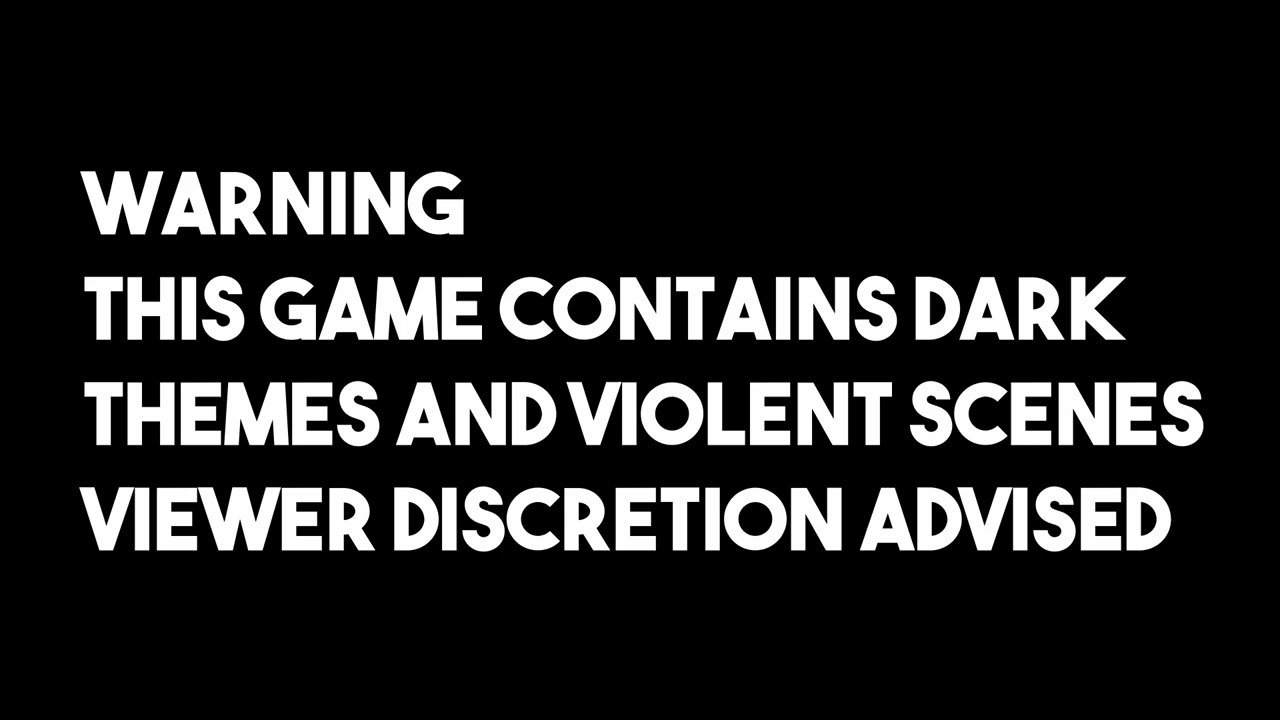 WARNING
THIS GAME CONTAINS DARK
THEMES AND VIOLENT SCENES
VIEWER DISCRETION ADVISED